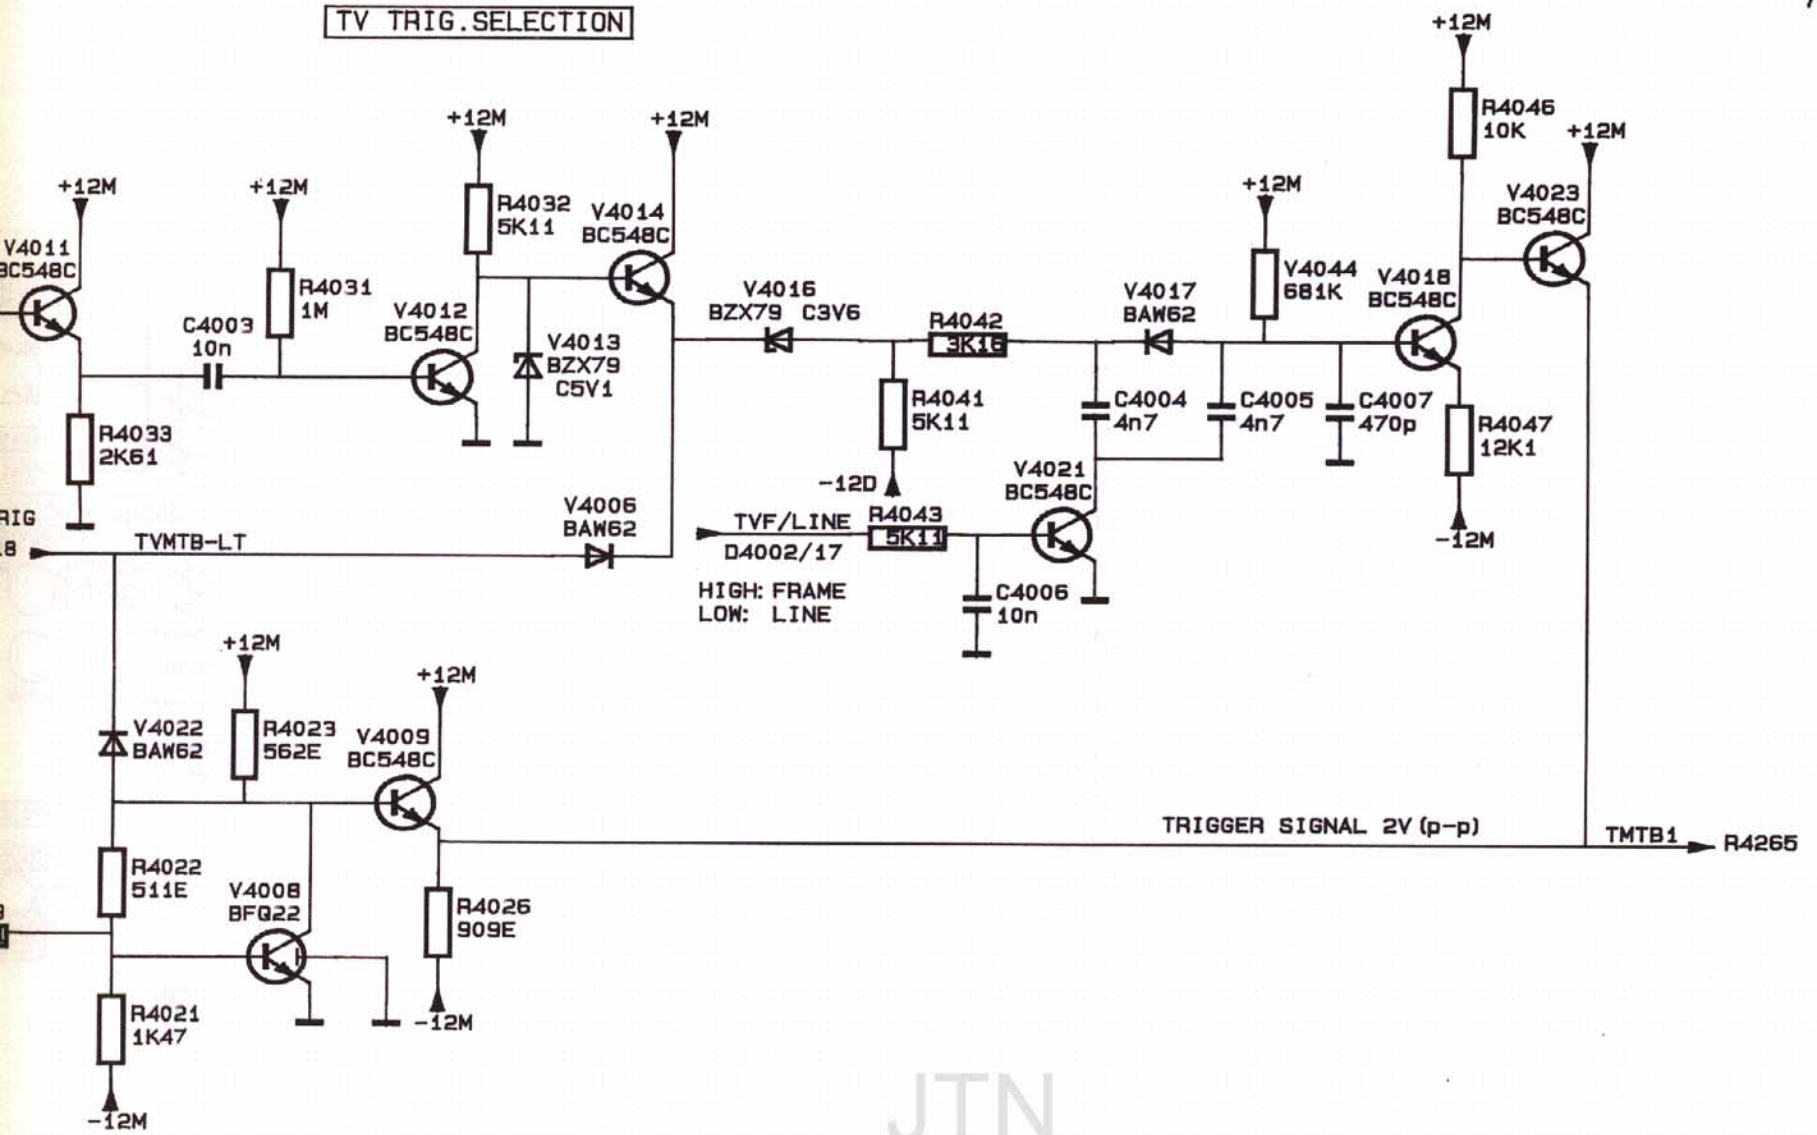 TV TRIG.SELECTION
+12M
R4046
10K
+12M
+12M
+12M
+12M
+12M
+12M
V4011
BC548C
R4031
1M
C4003
10n
R4032
5K11
V4012
BC548C
V4014
BC548C
V4013
BZX79
C5V1
V4016
BZX79 C3V6
R4042
3K16
V4017
BAW62
V4044
681K
V4018
BC548C
V4023
BC548C
R4033
2K61
R4041
5K11
-12D
C4004
4n7
C4005
4n7
C4007
470p
R4047
12K1
-12M
V4021
BC548C
RIG
TVMTB-LT
V4006
BAW62
TVF/LINE
D4002/17
R4043
5K11
HIGH: FRAME
LOW: LINE
C4006
10n
+12M
+12M
V4022
BAW62
R4023
562E
V4009
BC548C
TRIGGER SIGNAL 2V (p-p)
TMTB1
R4265
R4022
511E
V4008
BFQ22
R4026
909E
-12M
R4021
1K47
-12M
JTN